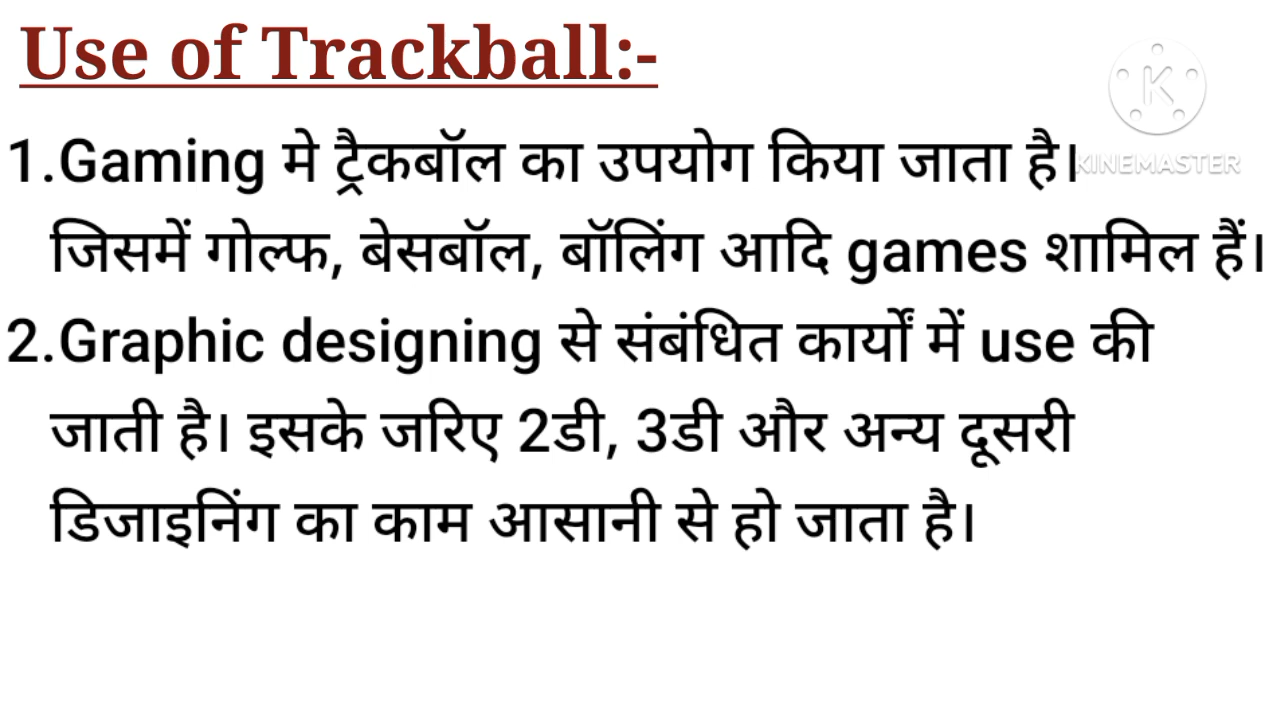 Use of Trackball:-
1.Gaming मे ट्रैकबॉल का उपयोग किया जाता है।
जिसमें गोल्फ, बेसबॉल, बॉलिंग आदि games शामिल हैं।
2.Graphic designing से संबंधित कार्यों में use की
जाती है। इसके जरिए 2डी, 3डी और अन्य दूसरी
डिजाइनिंग का काम आसानी से हो जाता है।
K
KINEMASTER